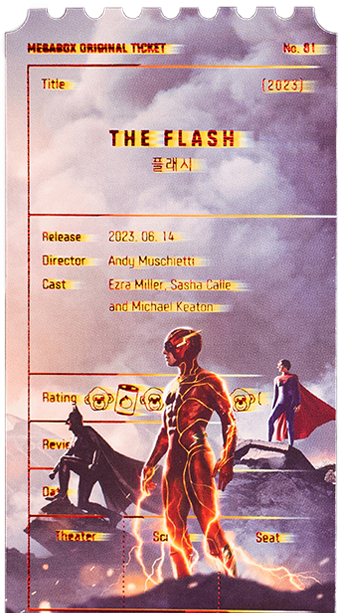 MEGABOX ORIGINAL TICKET No. 81
Title (2023)
THE FLASH
플래시
Release 2023. 06. 14
Director Andy Muschietti
Cast Ezra Miller, Sasha Calle
and Michael Keaton
Rating
Theater Seat